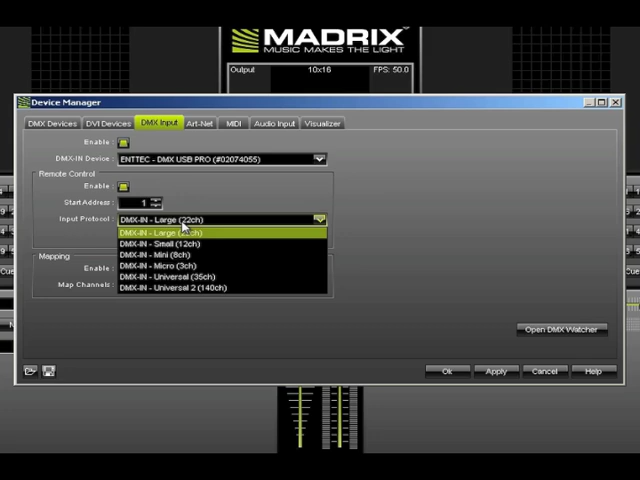 MADRIX®
MUSIC MAKES THE LIGHT
Output 10x16 FPS: 50.0
Device Manager
DMX Devices DVI Devices DMX Input Art-Net MIDI Audio Input Visualizer
Enable :
DMX-IN Device : ENTTEC - DMX USB PRO (#02074055)
Remote Control
Enable :
Start Address : 1
Input Protocol : DMX-IN - Large (22ch)
DMX-IN - Large
DMX-IN - Small (12ch)
DMX-IN - Mini (8ch)
Mapping
DMX-IN - Micro (3ch)
Enable :
DMX-IN - Universal (35ch)
Map Channels :
DMX-IN - Universal 2 (140ch)
Open DMX Watcher
Ok Apply Cancel Help